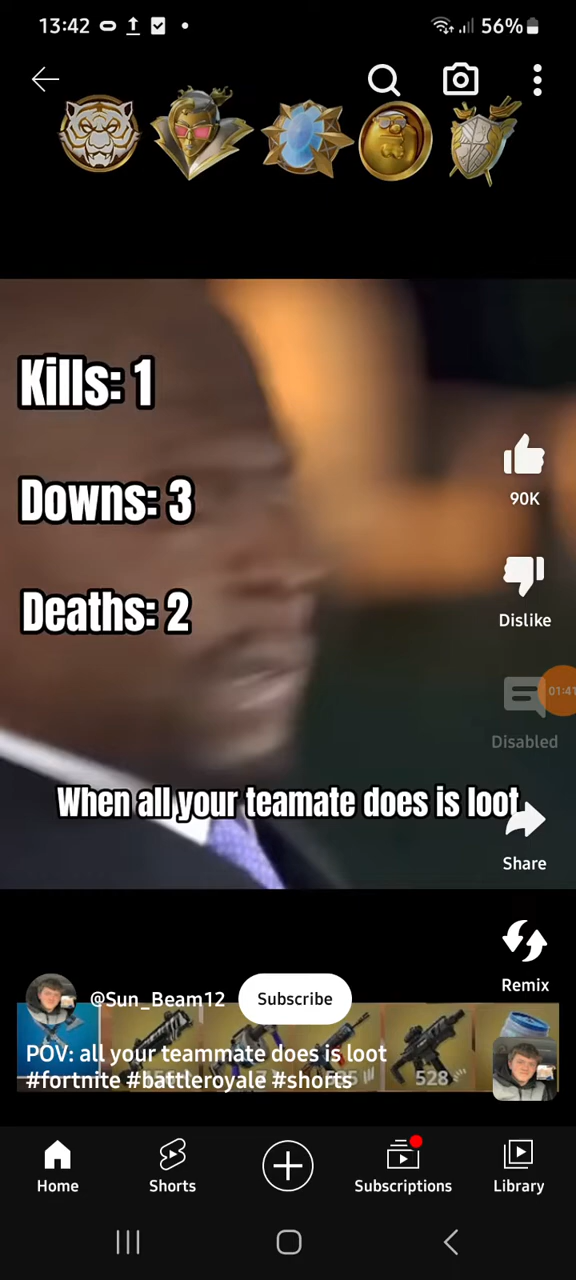 13:42
56%
Kills: 1
Downs: 3
Deaths: 2
When all your teamate does is loot
90K
Dislike
01:41
Disabled
Share
Remix
@Sun_Beam12
Subscribe
POV: all your teammate does is loot
#fortnite #battleroyale #shorts
528
Home
Shorts
Subscriptions
Library